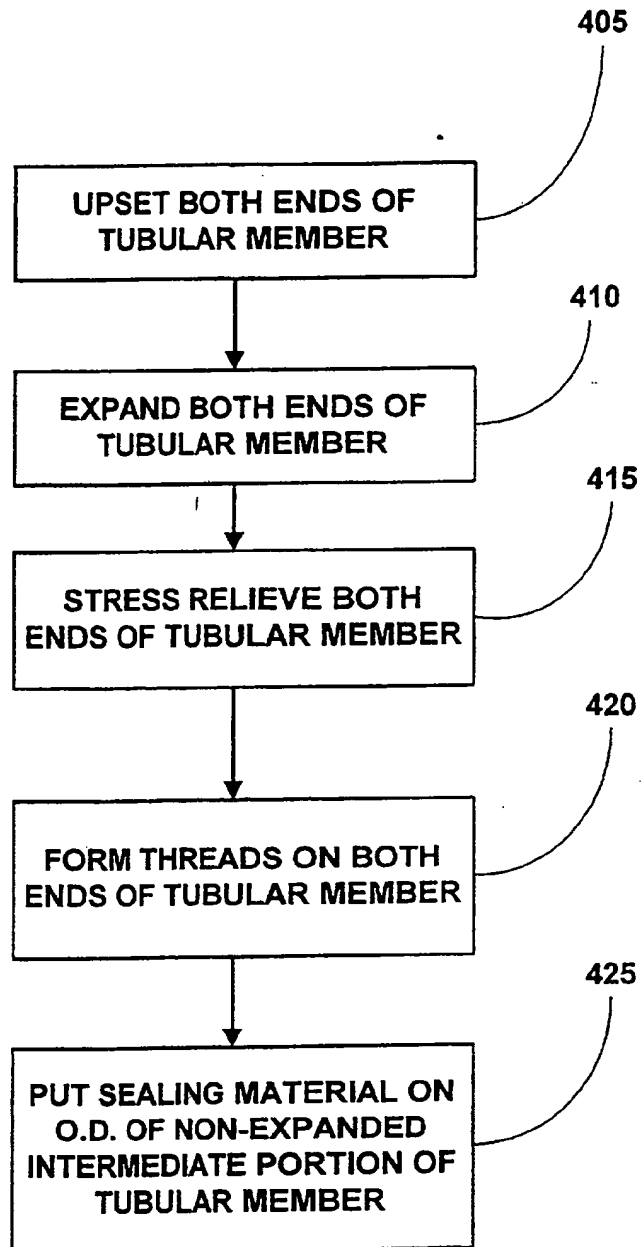 405
UPSET BOTH ENDS OF
TUBULAR MEMBER
410
EXPAND BOTH ENDS OF
TUBULAR MEMBER
415
STRESS RELIEVE BOTH
ENDS OF TUBULAR MEMBER
420
FORM THREADS ON BOTH
ENDS OF TUBULAR MEMBER
425
PUT SEALING MATERIAL ON
O.D. OF NON-EXPANDED
INTERMEDIATE PORTION OF
TUBULAR MEMBER